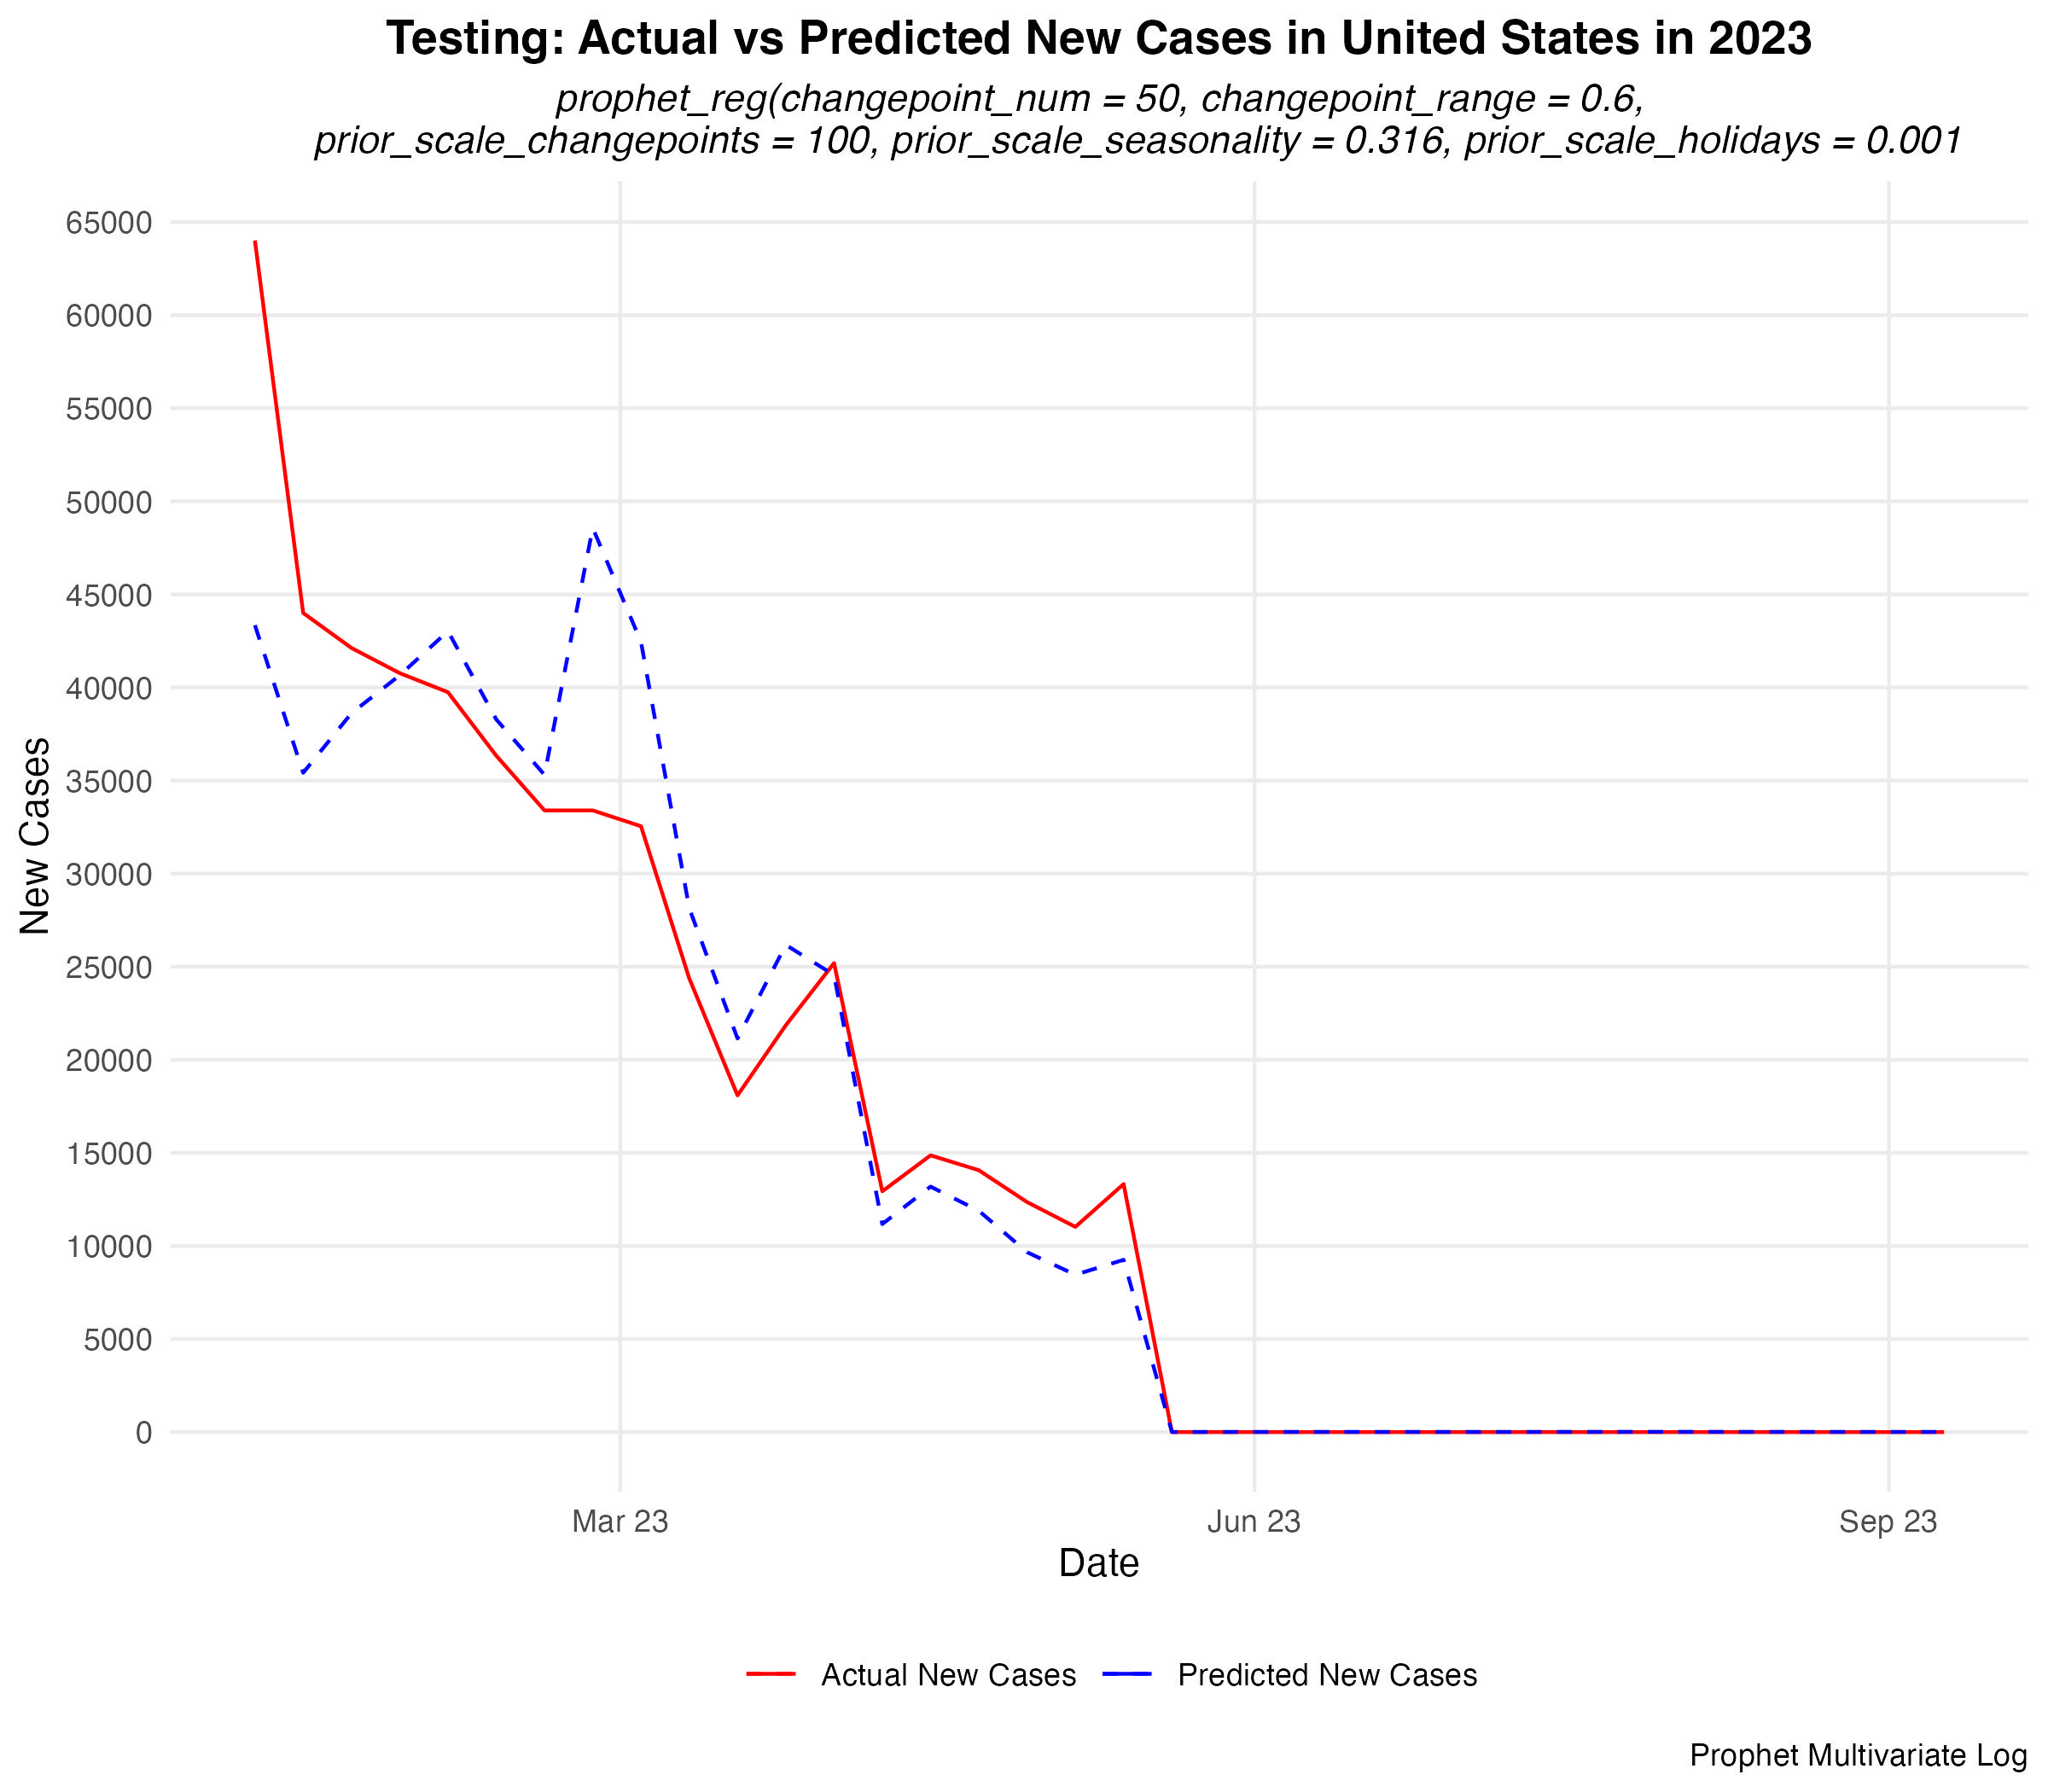 Testing: Actual vs Predicted New Cases in United States in 2023
prophet_reg(changepoint_num = 50, changepoint_range = 0.6,
prior_scale_changepoints = 100, prior_scale_seasonality = 0.316, prior_scale_holidays = 0.001
65000
60000
55000
50000
45000
40000
35000
30000
25000
20000
15000
10000
5000
0
New Cases
Mar 23
Jun 23
Sep 23
Date
Actual New Cases
Predicted New Cases
Prophet Multivariate Log